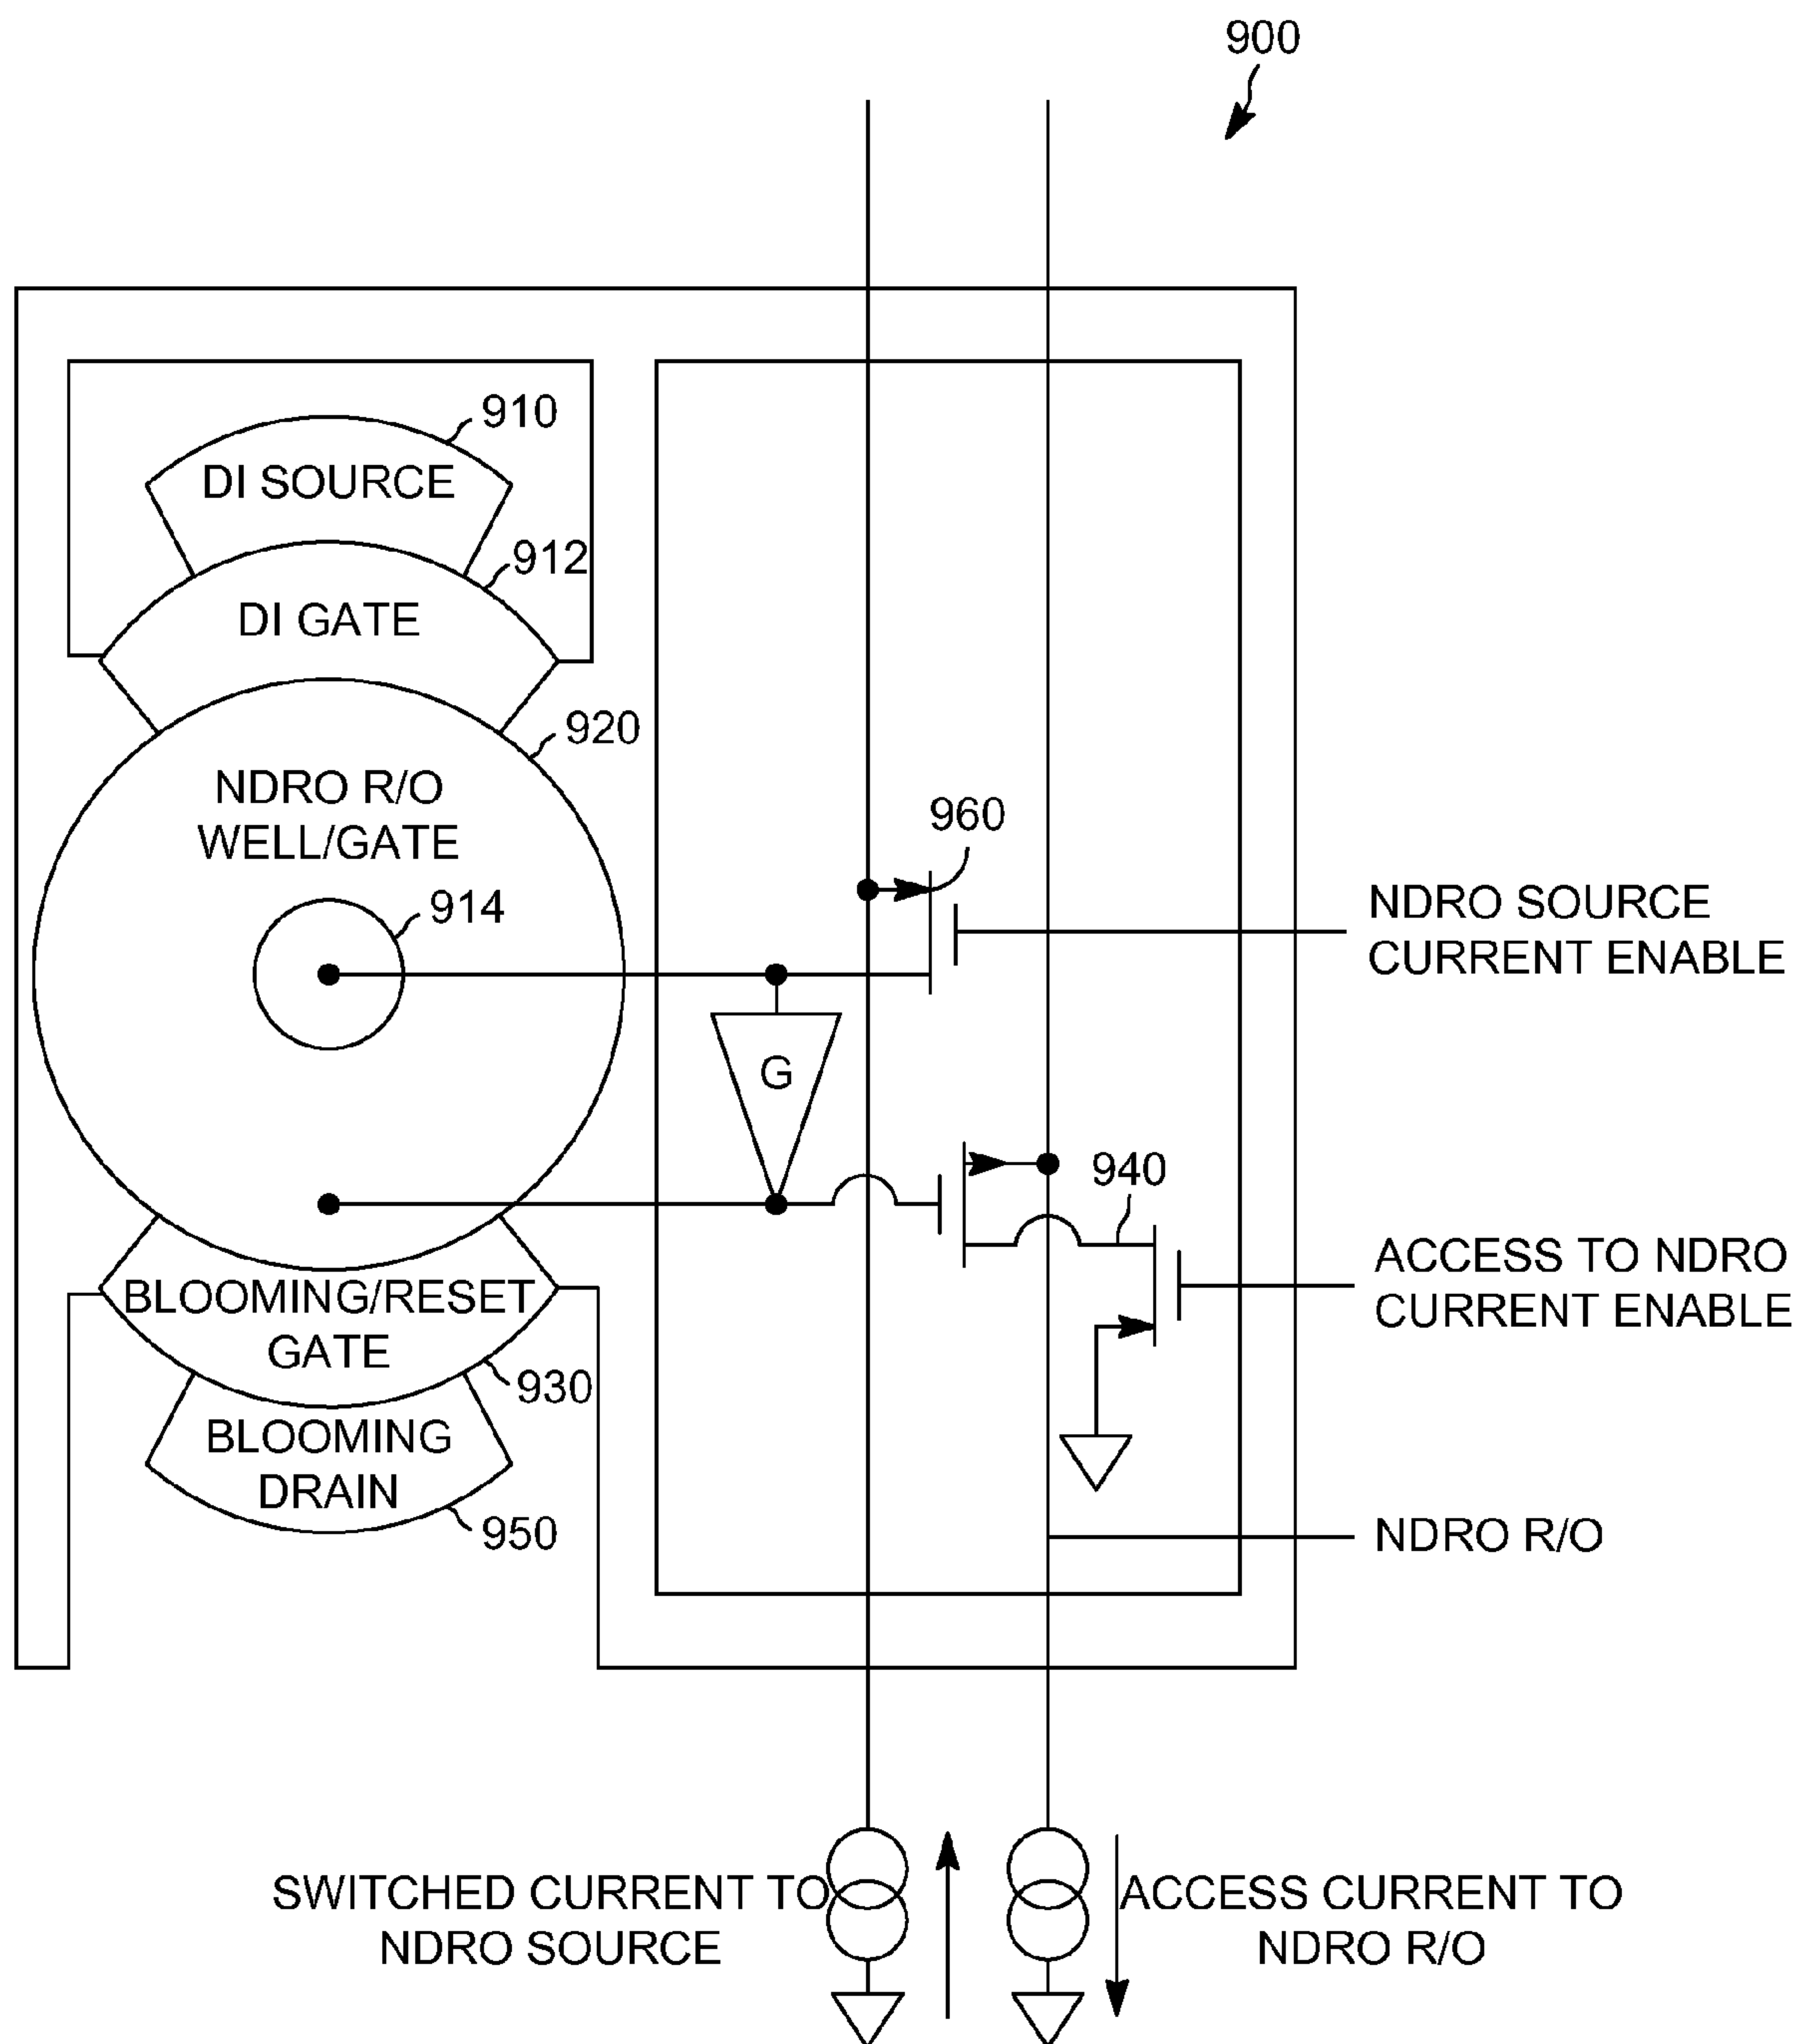 900
910
DI SOURCE
912
DI GATE
920
NDRO R/O
WELL/GATE
914
960
NDRO SOURCE
CURRENT ENABLE
G
940
ACCESS TO NDRO
CURRENT ENABLE
BLOOMING/RESET
GATE
930
BLOOMING
DRAIN
950
NDRO R/O
SWITCHED CURRENT TO
NDRO SOURCE
ACCESS CURRENT TO
NDRO R/O